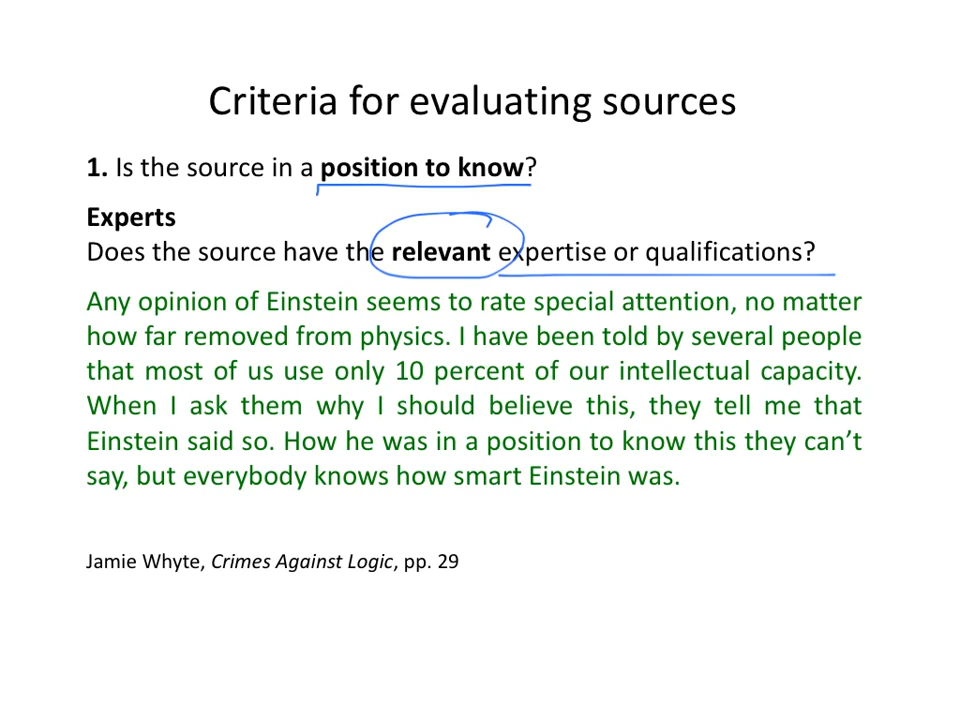 Criteria for evaluating sources
1. Is the source in a position to know?
Experts
Does the source have the relevant expertise or qualifications?
Any opinion of Einstein seems to rate special attention, no matter
how far removed from physics. I have been told by several people
that most of us use only 10 percent of our intellectual capacity.
When I ask them why I should believe this, they tell me that
Einstein said so. How he was in a position to know this they can’t
say, but everybody knows how smart Einstein was.
Jamie Whyte, Crimes Against Logic, pp. 29